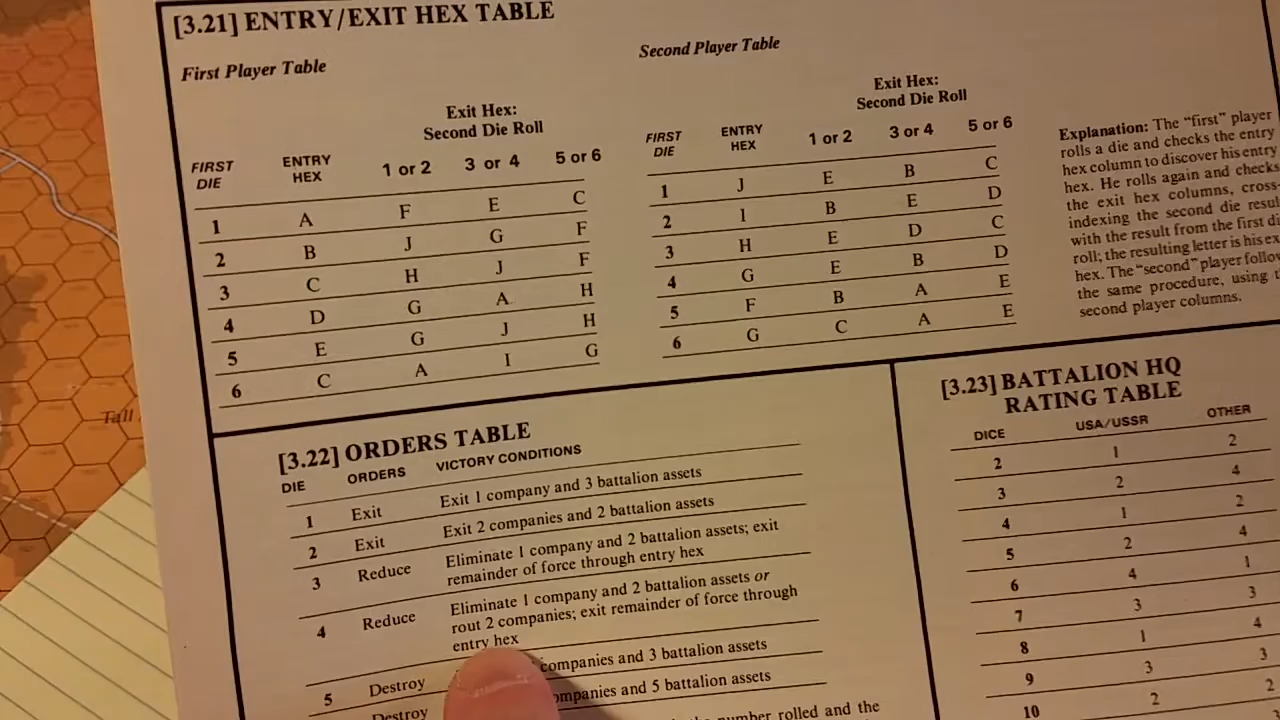 [3.21] ENTRY/EXIT HEX TABLE
First Player Table
Exit Hex:
Second Die Roll
FIRST DIE ENTRY HEX 1 or 2 3 or 4 5 or 6
1 A F E C
2 B J G F
3 C H J F
4 D G A H
5 E G J H
6 C A I G
Second Player Table
Exit Hex:
Second Die Roll
FIRST DIE ENTRY HEX 1 or 2 3 or 4 5 or 6
1 J E B C
2 I B E D
3 H E D C
4 G E B D
5 F B A E
6 G C A E
Explanation: The "first" player
rolls a die and checks the entry
hex column to discover his entry
hex. He rolls again and checks
the exit hex columns, cross-
indexing the second die
with the result from the first
roll; the resulting letter is his
hex. The "second" player
the same procedure, using
second player columns.
[3.22] ORDERS TABLE
DIE ORDERS VICTORY CONDITIONS
1 Exit Exit 1 company and 3 battalion assets
2 Exit Exit 2 companies and 2 battalion assets
3 Reduce Eliminate 1 company and 2 battalion assets; exit
remainder of force through entry hex
4 Reduce Eliminate 1 company and 2 battalion assets or
rout 2 companies; exit remainder of force through
entry hex
5 Destroy companies and 3 battalion assets
Destroy companies and 5 battalion assets
number rolled and the
[3.23] BATTALION HQ
RATING TABLE
DICE USA/USSR OTHER
2 1 2
3 2 4
4 1 2
5 2 4
6 4 1
7 3 3
8 1 4
9 3 3
10 2 2
Tall